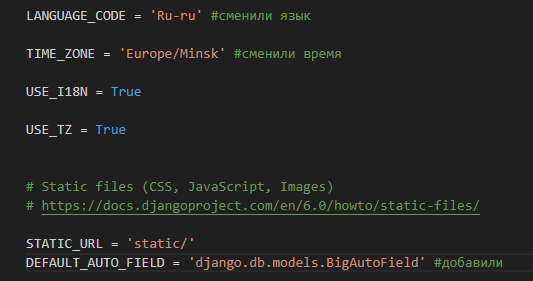 LANGUAGE_CODE = 'Ru-ru' #сменили язык
TIME_ZONE = 'Europe/Minsk' #сменили время
USE_I18N = True
USE_TZ = True
# Static files (CSS, JavaScript, Images)
# https://docs.djangoproject.com/en/6.0/howto/static-files/
STATIC_URL = 'static/'
DEFAULT_AUTO_FIELD = 'django.db.models.BigAutoField' #добавили